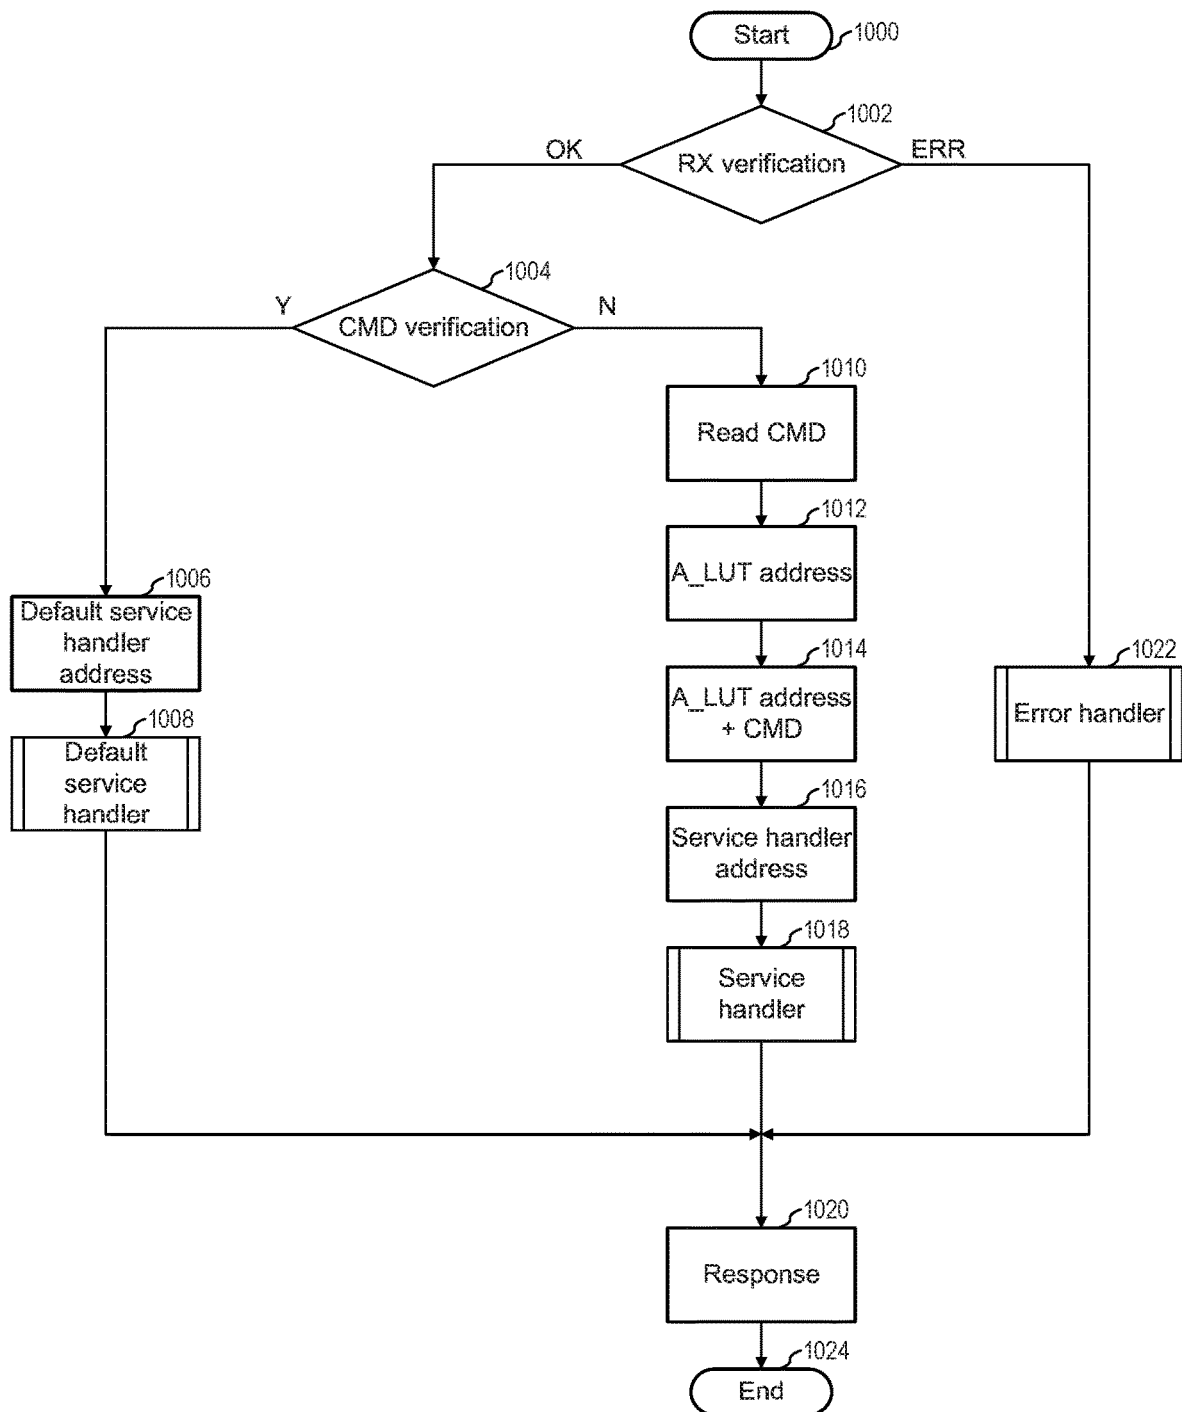 Start
1000
1002
OK
RX verification
ERR
1004
Y
CMD verification
N
1010
Read CMD
1012
A_LUT address
1006
Default service
handler
address
1014
A_LUT address
+ CMD
1022
Error handler
1008
Default
service
handler
1016
Service handler
address
1018
Service
handler
1020
Response
1024
End